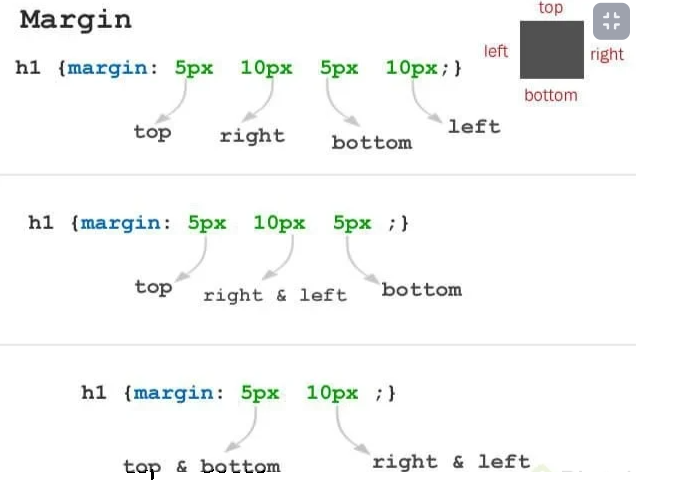 Margin
top
left
right
bottom
h1 {margin: 5px 10px 5px 10px;}
top right bottom left
h1 {margin: 5px 10px 5px ;}
top right & left bottom
h1 {margin: 5px 10px ;}
top & bottom right & left